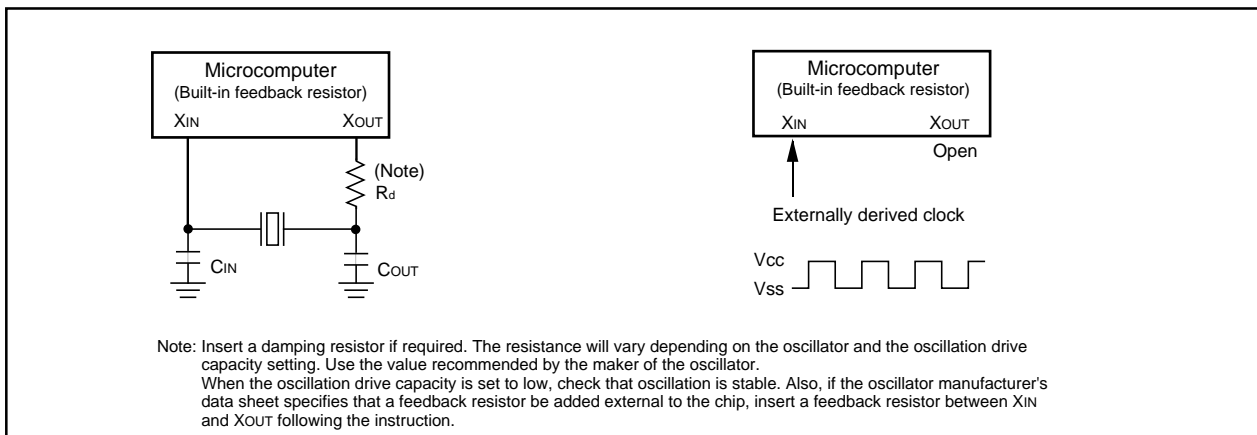 Microcomputer
(Built-in feedback resistor)
XIN XOUT
(Note)
Rd
CIN
COUT
Microcomputer
(Built-in feedback resistor)
XIN XOUT
Open
Externally derived clock
Vcc
Vss
Note: Insert a damping resistor if required. The resistance will vary depending on the oscillator and the oscillation drive
capacity setting. Use the value recommended by the maker of the oscillator.
When the oscillation drive capacity is set to low, check that oscillation is stable. Also, if the oscillator manufacturer's
data sheet specifies that a feedback resistor be added external to the chip, insert a feedback resistor between XIN
and XOUT following the instruction.